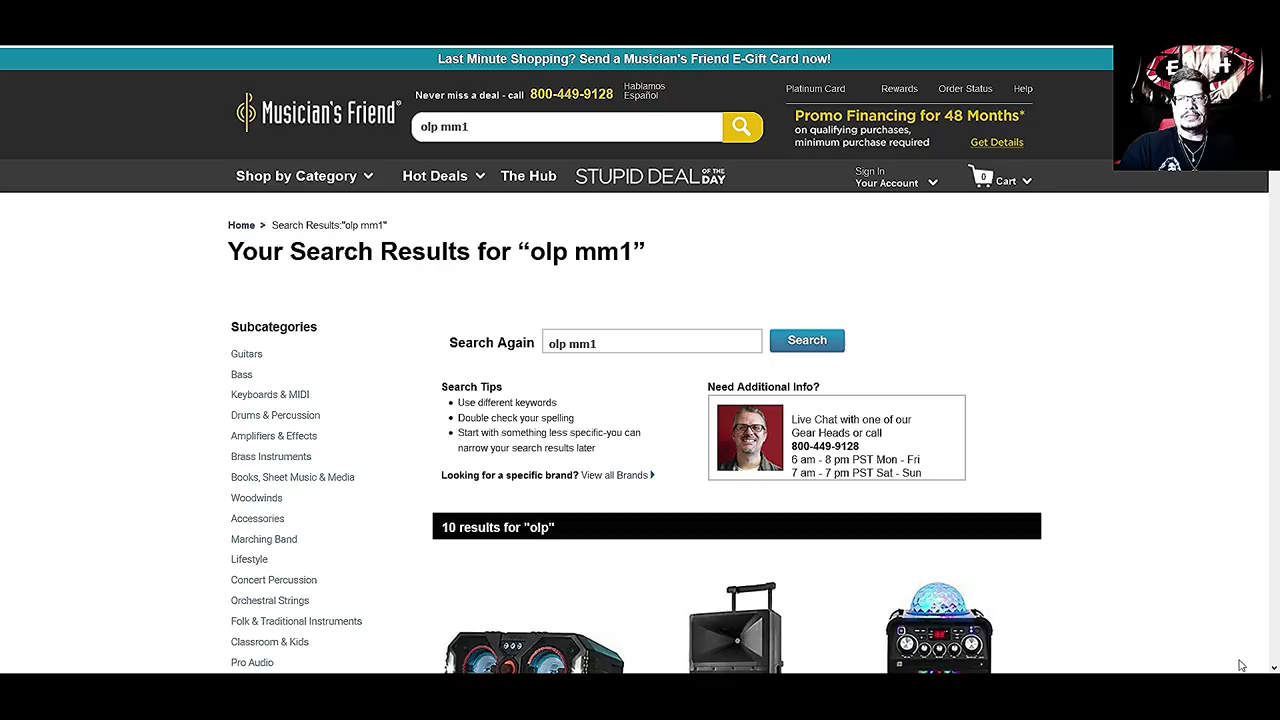 Last Minute Shopping? Send a Musician's Friend E-Gift Card now!
Never miss a deal - call 800-449-9128
Hablamos
Español
Platinum Card
Rewards
Order Status
Help
Musician's Friend®
olp mm1
Promo Financing for 48 Months*
on qualifying purchases,
minimum purchase required
Get Details
E H
Shop by Category
Hot Deals
The Hub
STUPID DEAL OF THE DAY
Sign In
Your Account
0
Cart
Home > Search Results:"olp mm1"
Your Search Results for “olp mm1”
Subcategories
Guitars
Bass
Keyboards & MIDI
Drums & Percussion
Amplifiers & Effects
Brass Instruments
Books, Sheet Music & Media
Woodwinds
Accessories
Marching Band
Lifestyle
Concert Percussion
Orchestral Strings
Folk & Traditional Instruments
Classroom & Kids
Pro Audio
Search Again
olp mm1
Search
Search Tips
• Use different keywords
• Double check your spelling
• Start with something less specific-you can
narrow your search results later
Looking for a specific brand? View all Brands
Need Additional Info?
Live Chat with one of our
Gear Heads or call
800-449-9128
6 am - 8 pm PST Mon - Fri
7 am - 7 pm PST Sat - Sun
10 results for "olp"